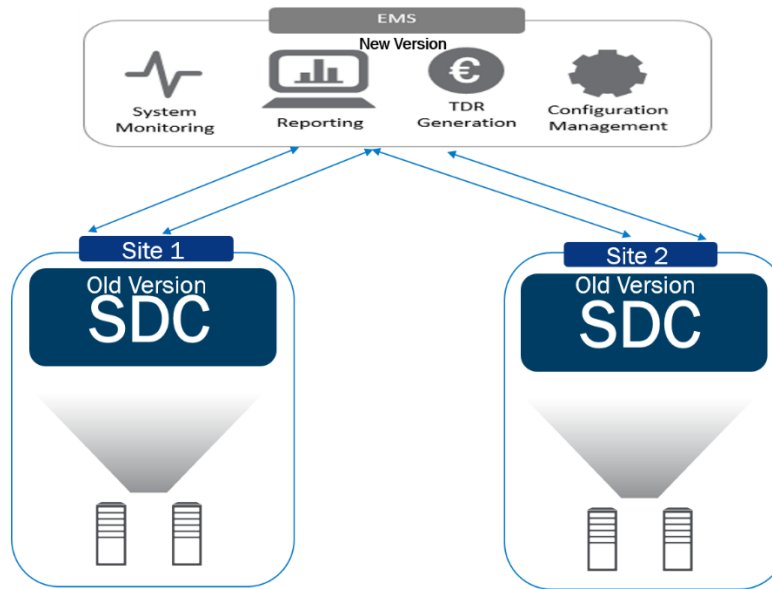 EMS
New Version
System
Monitoring
Reporting
€
TDR
Generation
Configuration
Management
Site 1
Old Version
SDC
Site 2
Old Version
SDC